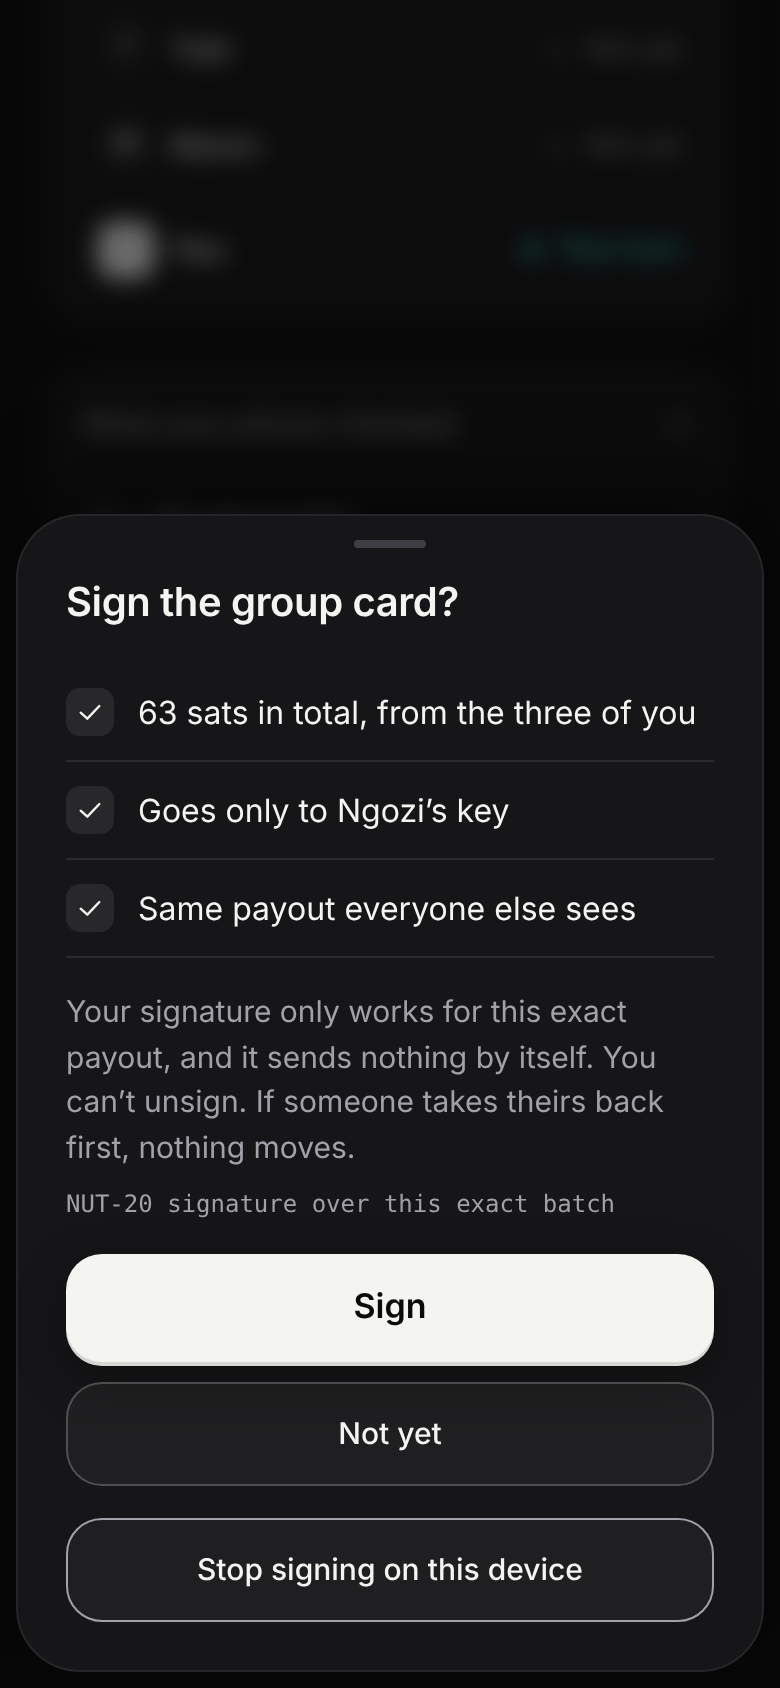 Sign the group card?
63 sats in total, from the three of you
Goes only to Ngozi’s key
Same payout everyone else sees
Your signature only works for this exact
payout, and it sends nothing by itself. You
can’t unsign. If someone takes theirs back
first, nothing moves.
NUT-20 signature over this exact batch
Sign
Not yet
Stop signing on this device